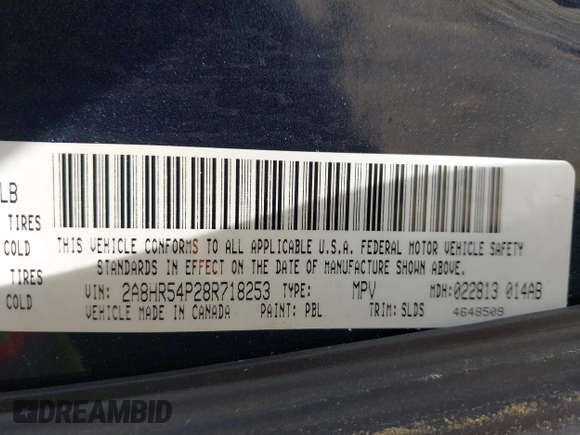 LB
TIRES
COLD
TIRES
COLD
THIS VEHICLE CONFORMS TO ALL APPLICABLE U.S.A. FEDERAL MOTOR VEHICLE SAFETY
STANDARDS IN EFFECT ON THE DATE OF MANUFACTURE SHOWN ABOVE.
VIN: 2A8HR54P28R718253 TYPE: MPV MDH:022813 014AB
VEHICLE MADE IN CANADA PAINT: PBL TRIM:SLDS 4648509
DREAMBID